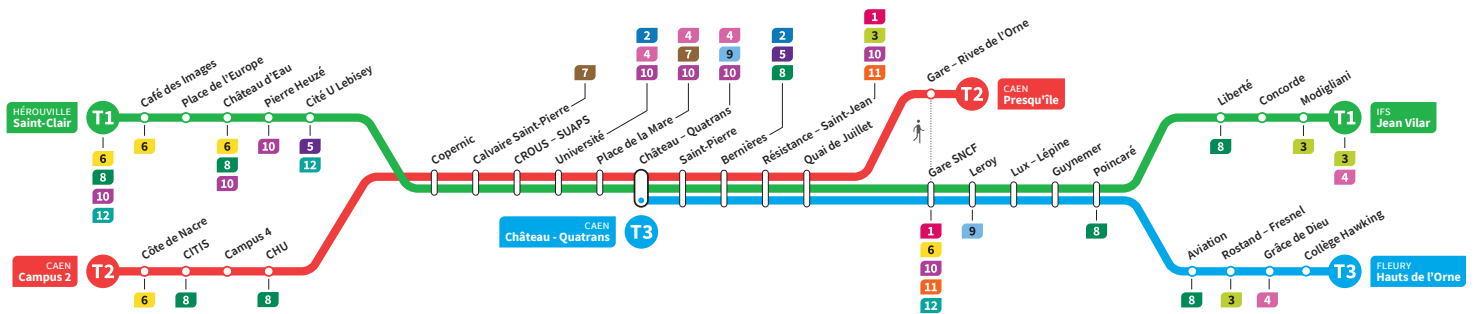 HÉROUVILLE
Saint-Clair
T1
6
8
10
12
Café des Images
6
Place de l'Europe
Château d'Eau
6
8
10
Pierre Heuzé
10
Cité U Lebisey
5
12
CAEN
Campus 2
T2
Côte de Nacre
6
CITIS
8
Campus 4
CHU
8
Copernic
Calvaire Saint-Pierre
7
CROUS – SUAPS
Université
2
4
10
Place de la Mare
4
7
10
Château – Quatrans
4
9
10
CAEN
Château - Quatrans
T3
Saint-Pierre
Bernières
2
5
8
Résistance – Saint-Jean
1
3
10
11
Quai de Juillet
Gare – Rives de l'Orne
T2
CAEN
Presqu'île
Gare SNCF
1
6
10
11
12
Leroy
9
Lux – Lépine
Guynemer
Poincaré
8
Liberté
8
Concorde
Modigliani
3
T1
IFS
Jean Vilar
3
4
Aviation
8
Rostand – Fresnel
3
Grâce de Dieu
4
Collège Hawking
T3
FLEURY
Hauts de l'Orne